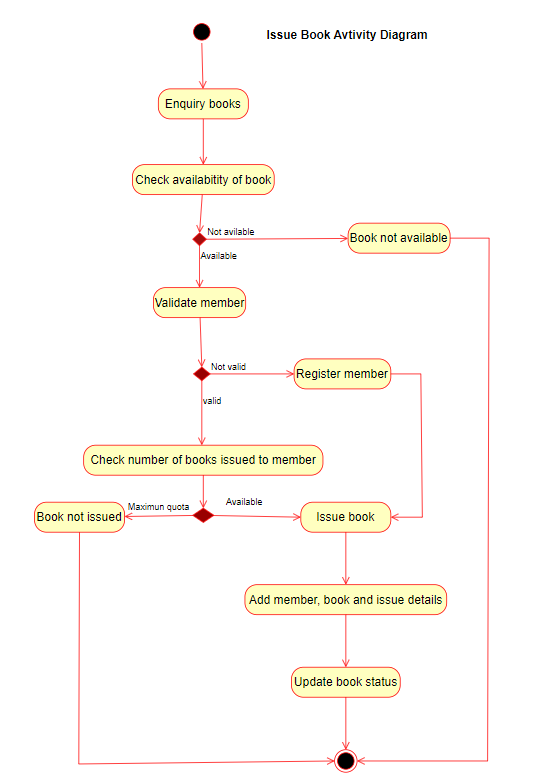 Issue Book Avtivity Diagram
Enquiry books
Check availabitity of book
Not avilable
Book not available
Available
Validate member
Not valid
Register member
valid
Check number of books issued to member
Maximun quota
Available
Book not issued
Issue book
Add member, book and issue details
Update book status